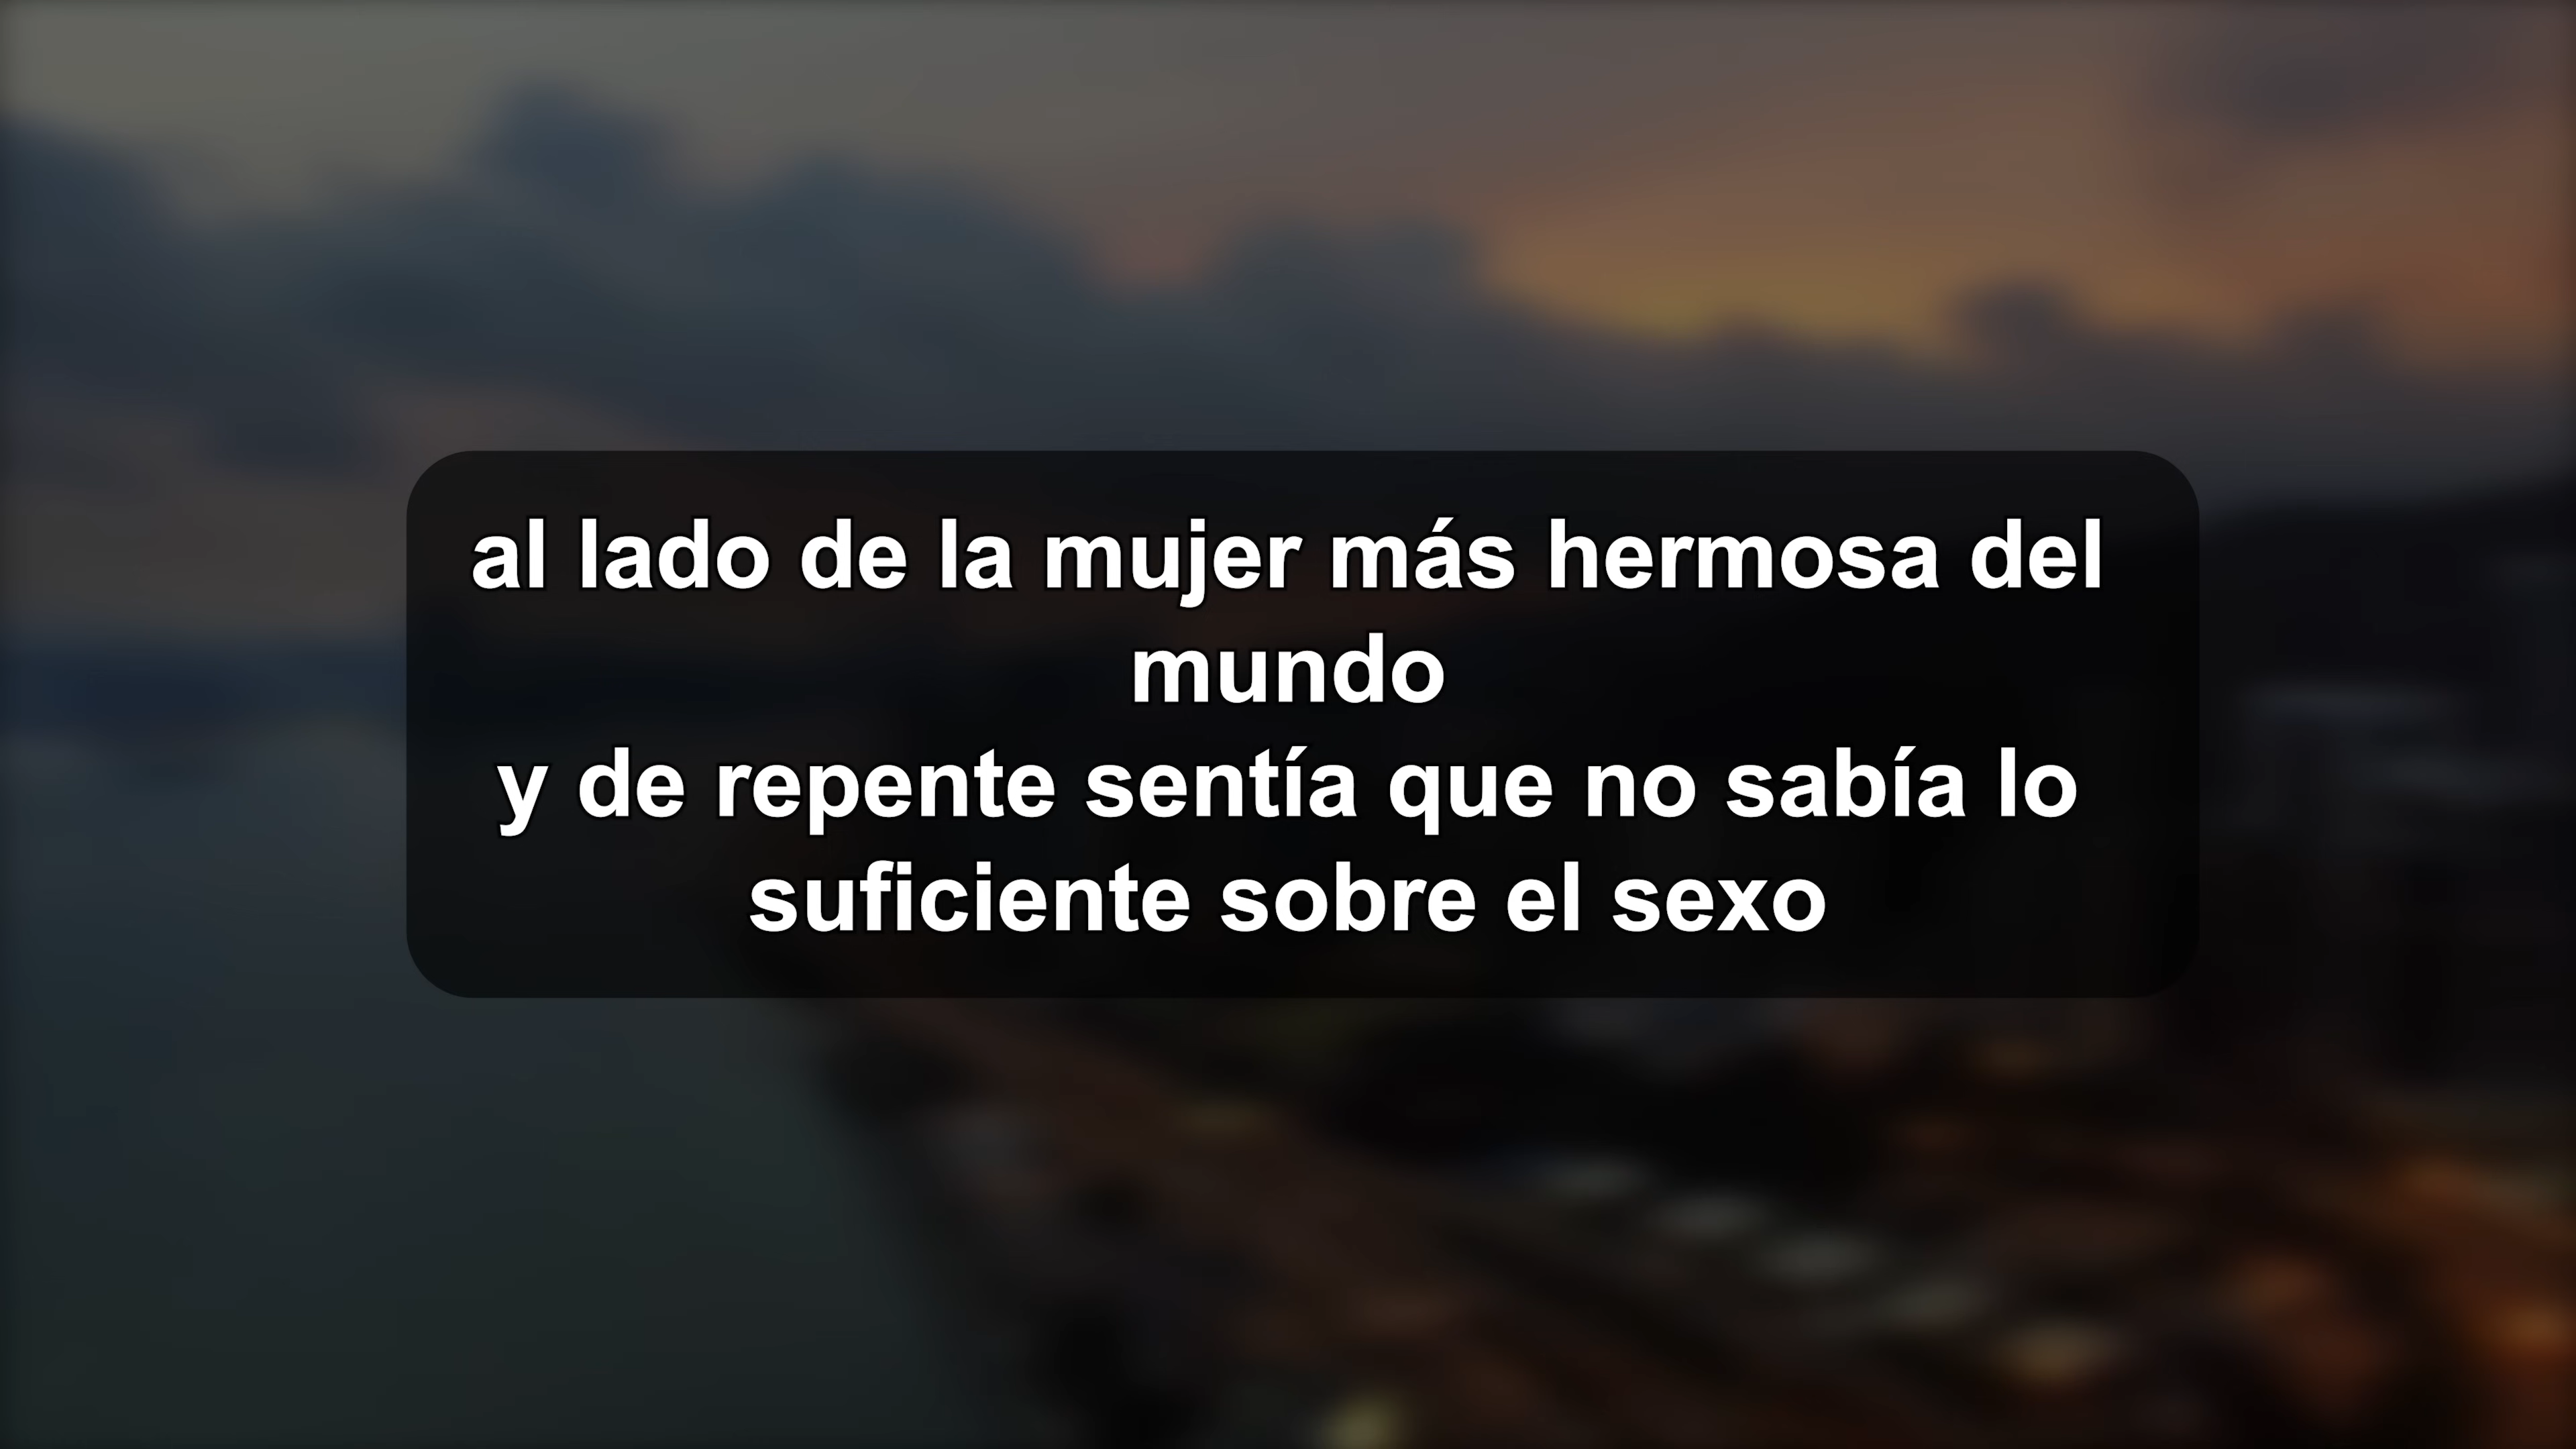 al lado de la mujer más hermosa del
mundo
y de repente sentía que no sabía lo
suficiente sobre el sexo